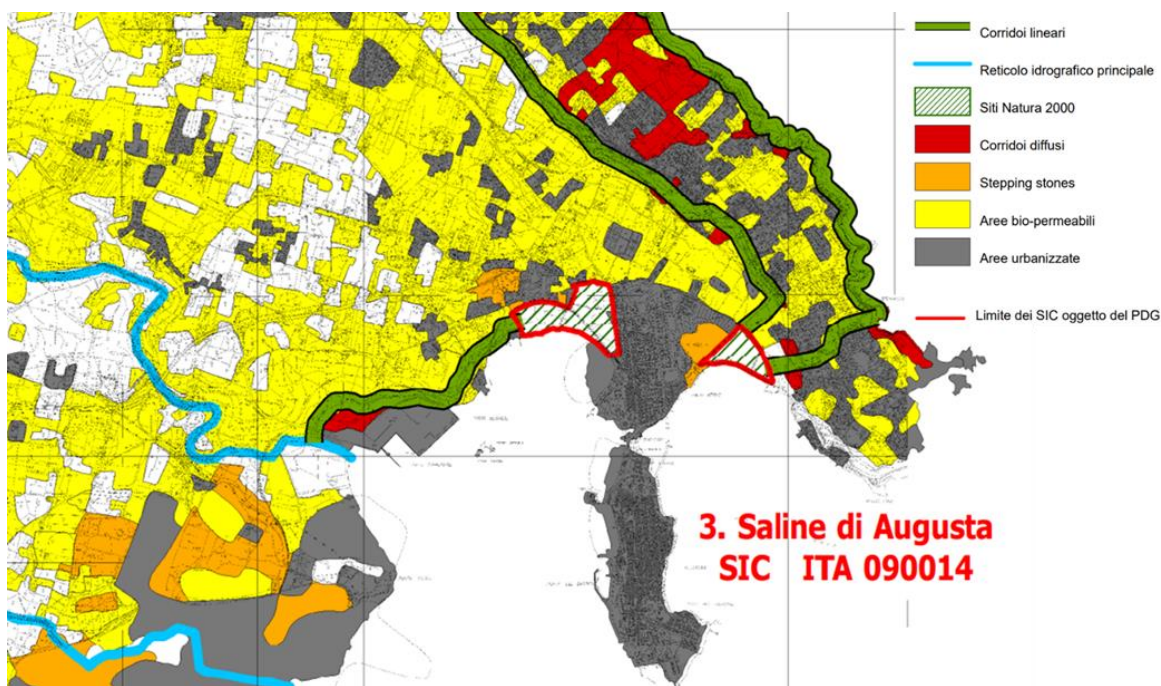 Corridoi lineari
Reticolo idrografico principale
Siti Natura 2000
Corridoi diffusi
Stepping stones
Aree bio-permeabili
Aree urbanizzate
Limite dei SIC oggetto del PDG
3. Saline di Augusta
SIC ITA 090014